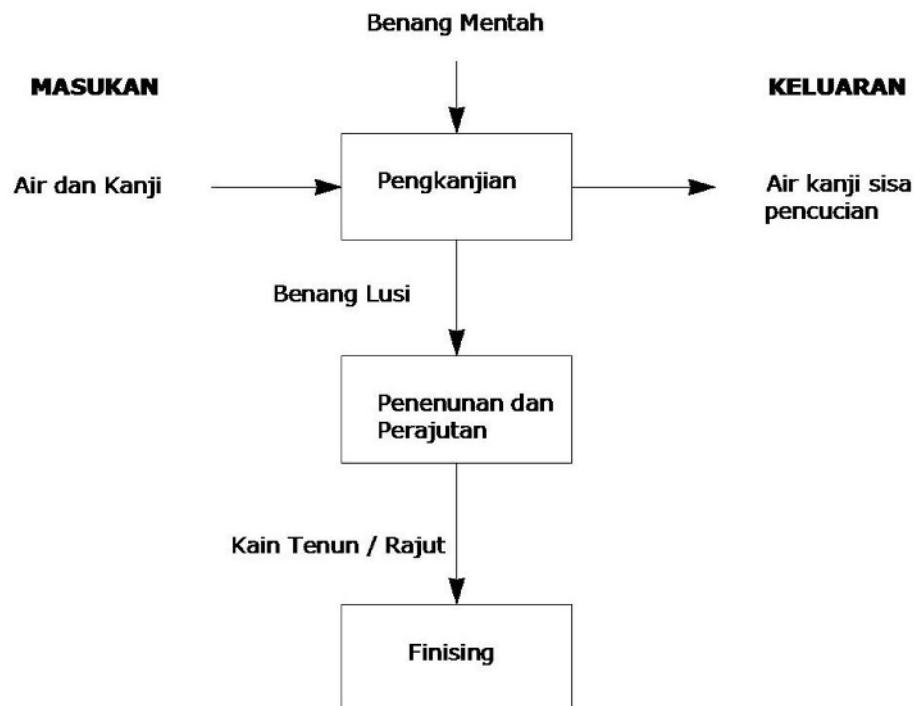 Benang Mentah
MASUKAN
KELUARAN
Air dan Kanji
Pengkanjian
Air kanji sisa
pencucian
Benang Lusi
Penenunan dan
Perajutan
Kain Tenun / Rajut
Finising